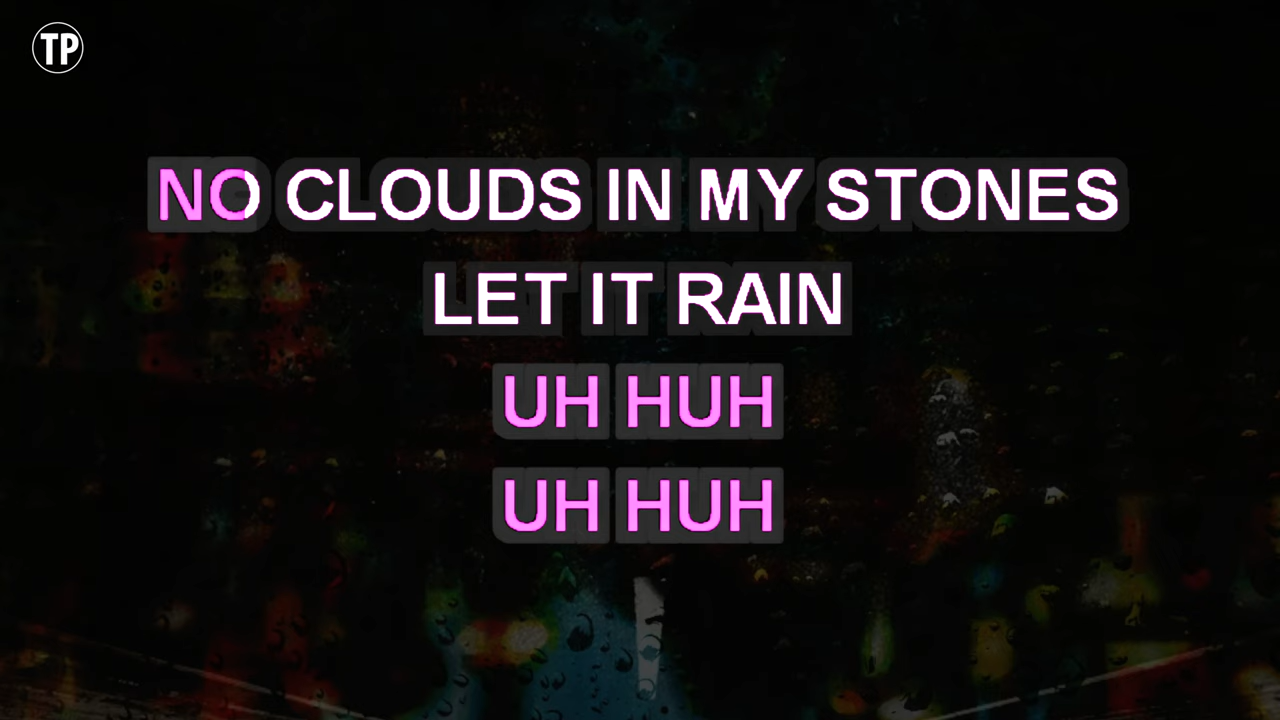 TP
NO CLOUDS IN MY STONES
LET IT RAIN
UH HUH
UH HUH